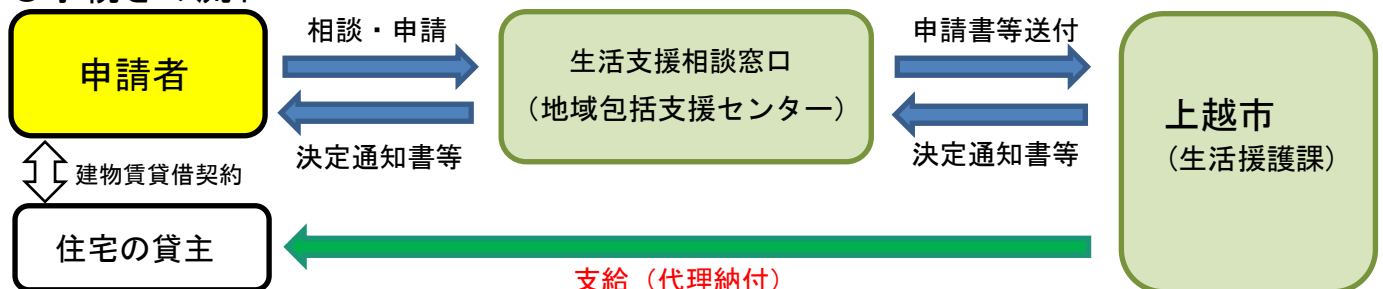 相談・申請
申請書等送付
申請者
生活支援相談窓口
（地域包括支援センター）
上越市
（生活援護課）
決定通知書等
決定通知書等
建物賃貸借契約
住宅の貸主
支給（代理納付）